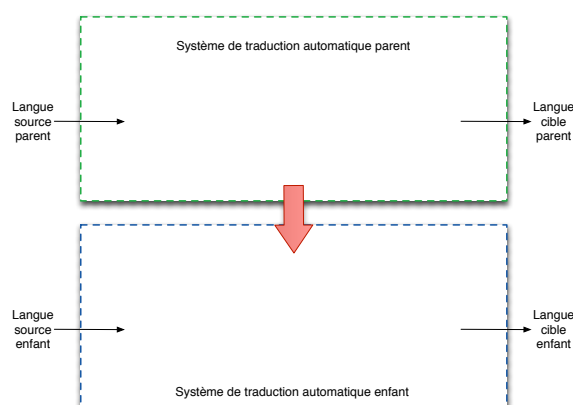 Système de traduction automatique parent
Langue
source
parent
Langue
cible
parent
Langue
source
enfant
Langue
cible
enfant
Système de traduction automatique enfant